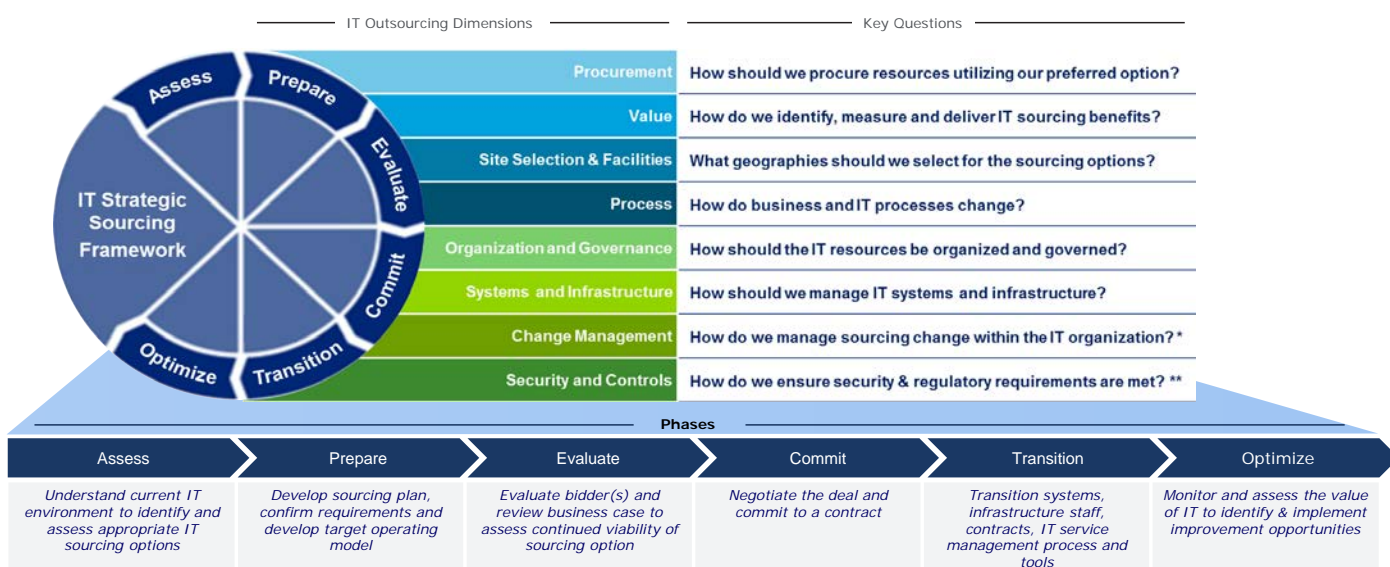 IT Outsourcing Dimensions
Key Questions
Assess
Prepare
Evaluate
Commit
Transition
Optimize
IT Strategic
Sourcing
Framework
Procurement
How should we procure resources utilizing our preferred option?
Value
How do we identify, measure and deliver IT sourcing benefits?
Site Selection & Facilities
What geographies should we select for the sourcing options?
Process
How do business and IT processes change?
Organization and Governance
How should the IT resources be organized and governed?
Systems and Infrastructure
How should we manage IT systems and infrastructure?
Change Management
How do we manage sourcing change within the IT organization? *
Security and Controls
How do we ensure security & regulatory requirements are met? **
Phases
Assess
Understand current IT
environment to identify and
assess appropriate IT
sourcing options
Prepare
Develop sourcing plan,
confirm requirements and
develop target operating
model
Evaluate
Evaluate bidder(s) and
review business case to
assess continued viability of
sourcing option
Commit
Negotiate the deal and
commit to a contract
Transition
Transition systems,
infrastructure staff,
contracts, IT service
management process and
tools
Optimize
Monitor and assess the value
of IT to identify & implement
improvement opportunities